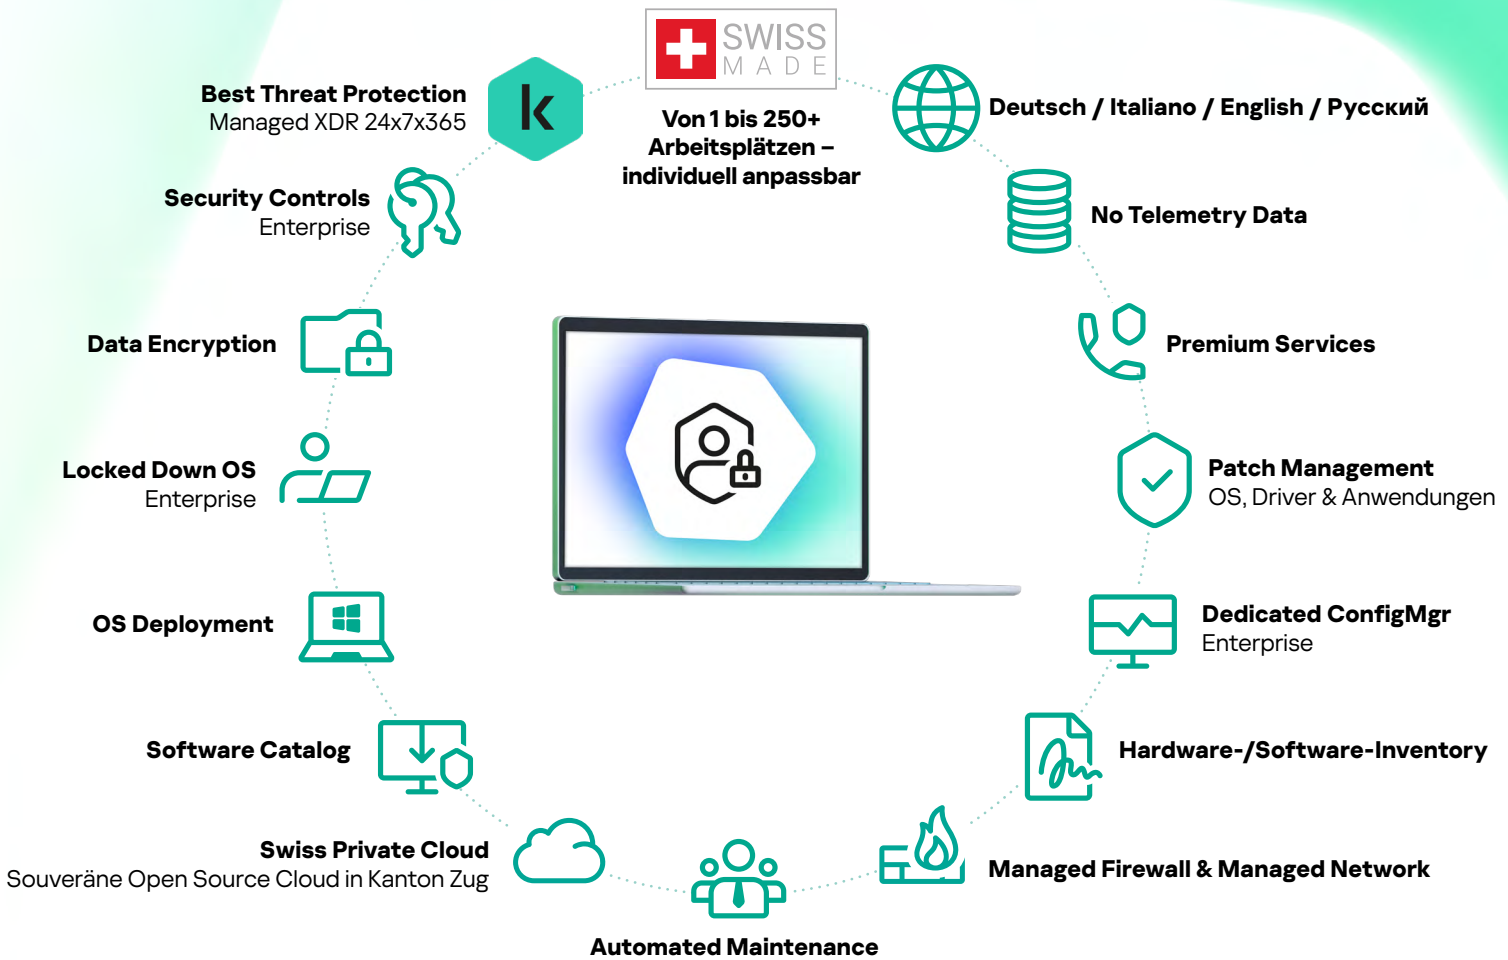 SWISS
MADE
Von 1 bis 250+
Arbeitsplätzen –
individuell anpassbar
k
Best Threat Protection
Managed XDR 24x7x365
Deutsch / Italiano / English / Русский
Security Controls
Enterprise
No Telemetry Data
Data Encryption
Premium Services
Locked Down OS
Enterprise
Patch Management
OS, Driver & Anwendungen
OS Deployment
Dedicated ConfigMgr
Enterprise
Software Catalog
Hardware-/Software-Inventory
Swiss Private Cloud
Souveräne Open Source Cloud in Kanton Zug
Managed Firewall & Managed Network
Automated Maintenance